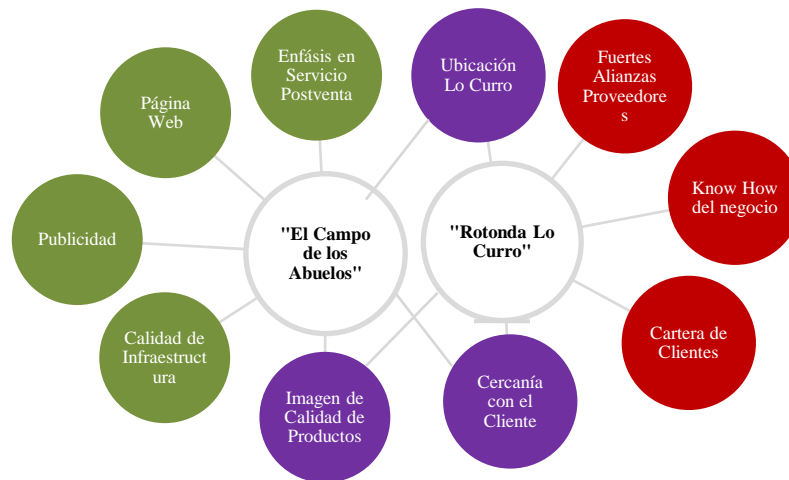 Enfásis en
Servicio
Postventa
Ubicación
Lo Curro
Fuertes
Alianzas
Proveedore
s
Página
Web
Know How
del negocio
Publicidad
"El Campo
de los
Abuelos"
"Rotonda Lo
Curro"
Calidad de
Infraestruct
ura
Cartera de
Clientes
Imagen de
Calidad de
Productos
Cercanía
con el
Cliente